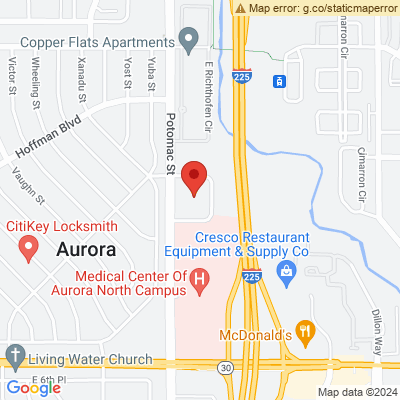 Map error: g.co/staticmaperror
Copper Flats Apartments
E Richthofen Cir
Cimarron Cir
Victor St
Wheeling St
Xanadu St
Yost St
Yuba St
225
Hoffman Blvd
Potomac St
Vaughn St
Cimarron Cir
CitiKey Locksmith
Aurora
Cresco Restaurant
Equipment & Supply Co
225
Medical Center Of
Aurora North Campus
H
McDonald's
Dillon Way
Living Water Church
30
E 6th Pl
Google
Map data ©2024